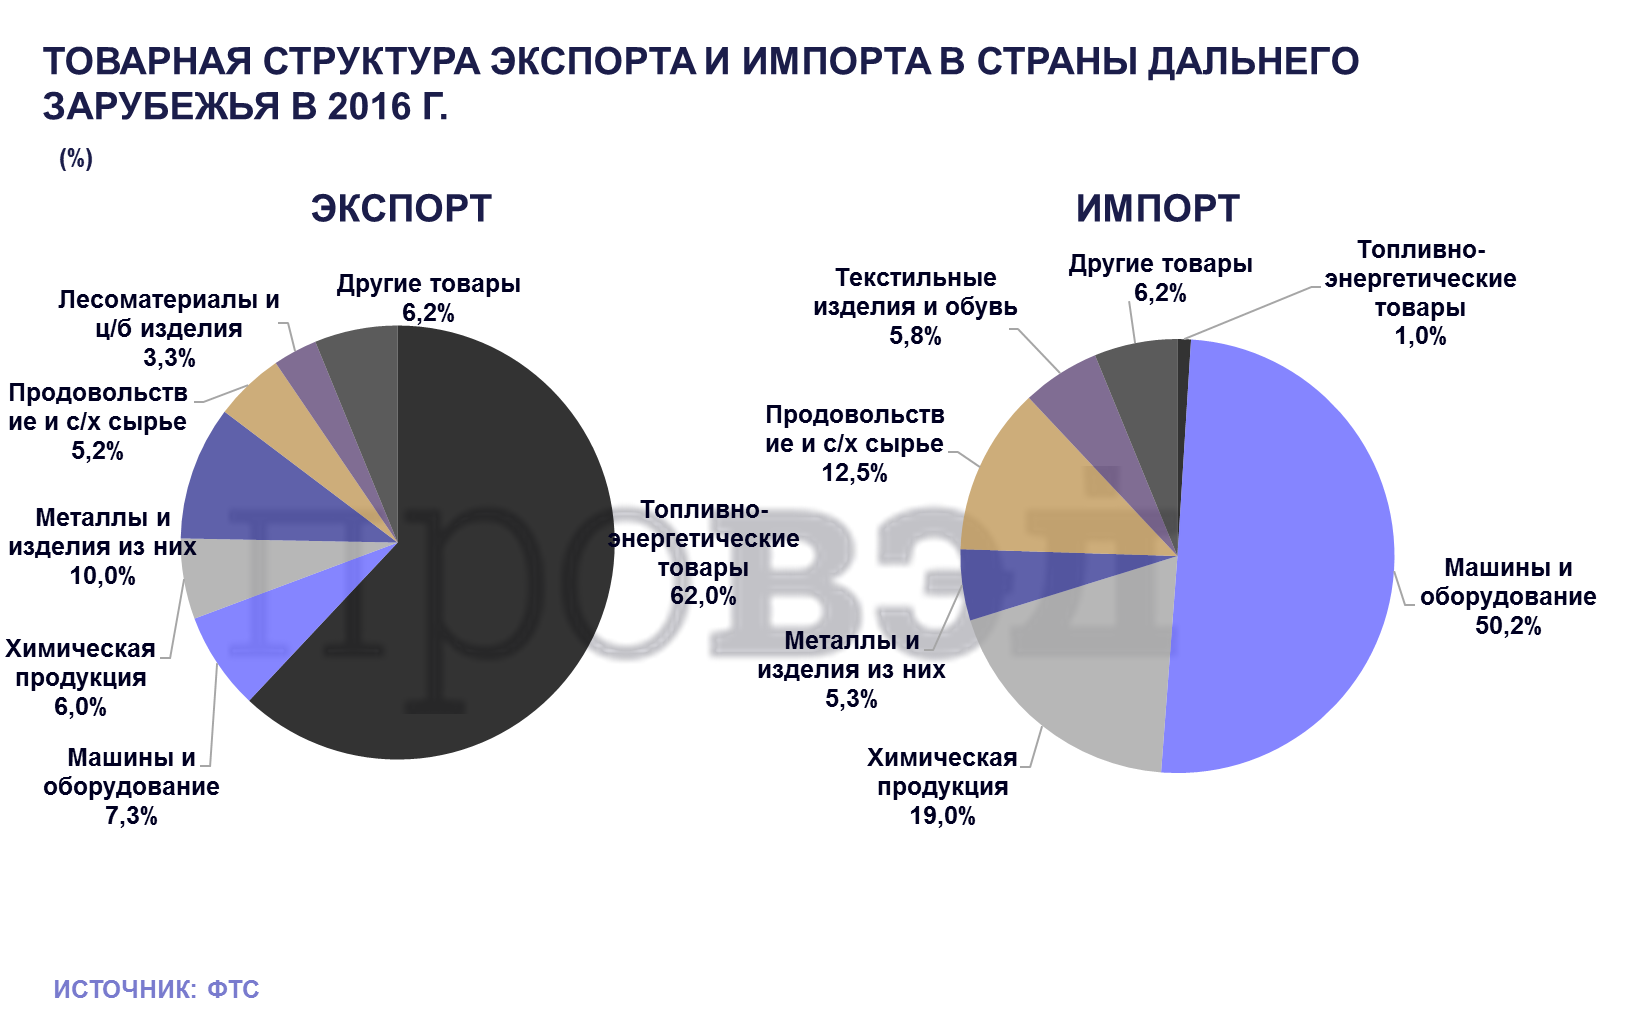 ТОВАРНАЯ СТРУКТУРА ЭКСПОРТА И ИМПОРТА В СТРАНЫ ДАЛЬНЕГО
ЗАРУБЕЖЬЯ В 2016 Г.
(%)
ЭКСПОРТ
Другие товары
6,2%
Лесоматериалы и
ц/б изделия
3,3%
Продовольств
ие и с/х сырье
5,2%
Металлы и
изделия из них
10,0%
Химическая
продукция
6,0%
Машины и
оборудование
7,3%
Топливно-
энергетические
товары
62,0%
ИМПОРТ
Топливно-
энергетические
товары
1,0%
Другие товары
6,2%
Текстильные
изделия и обувь
5,8%
Продовольств
ие и с/х сырье
12,5%
Металлы и
изделия из них
5,3%
Химическая
продукция
19,0%
Машины и
оборудование
50,2%
провэд
ИСТОЧНИК: ФТС